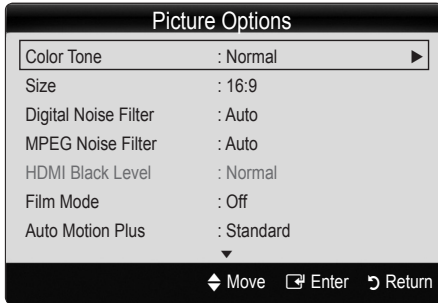 Picture Options
Color Tone : Normal ▶
Size : 16:9
Digital Noise Filter : Auto
MPEG Noise Filter : Auto
HDMI Black Level : Normal
Film Mode : Off
Auto Motion Plus : Standard
▼
Move Enter Return